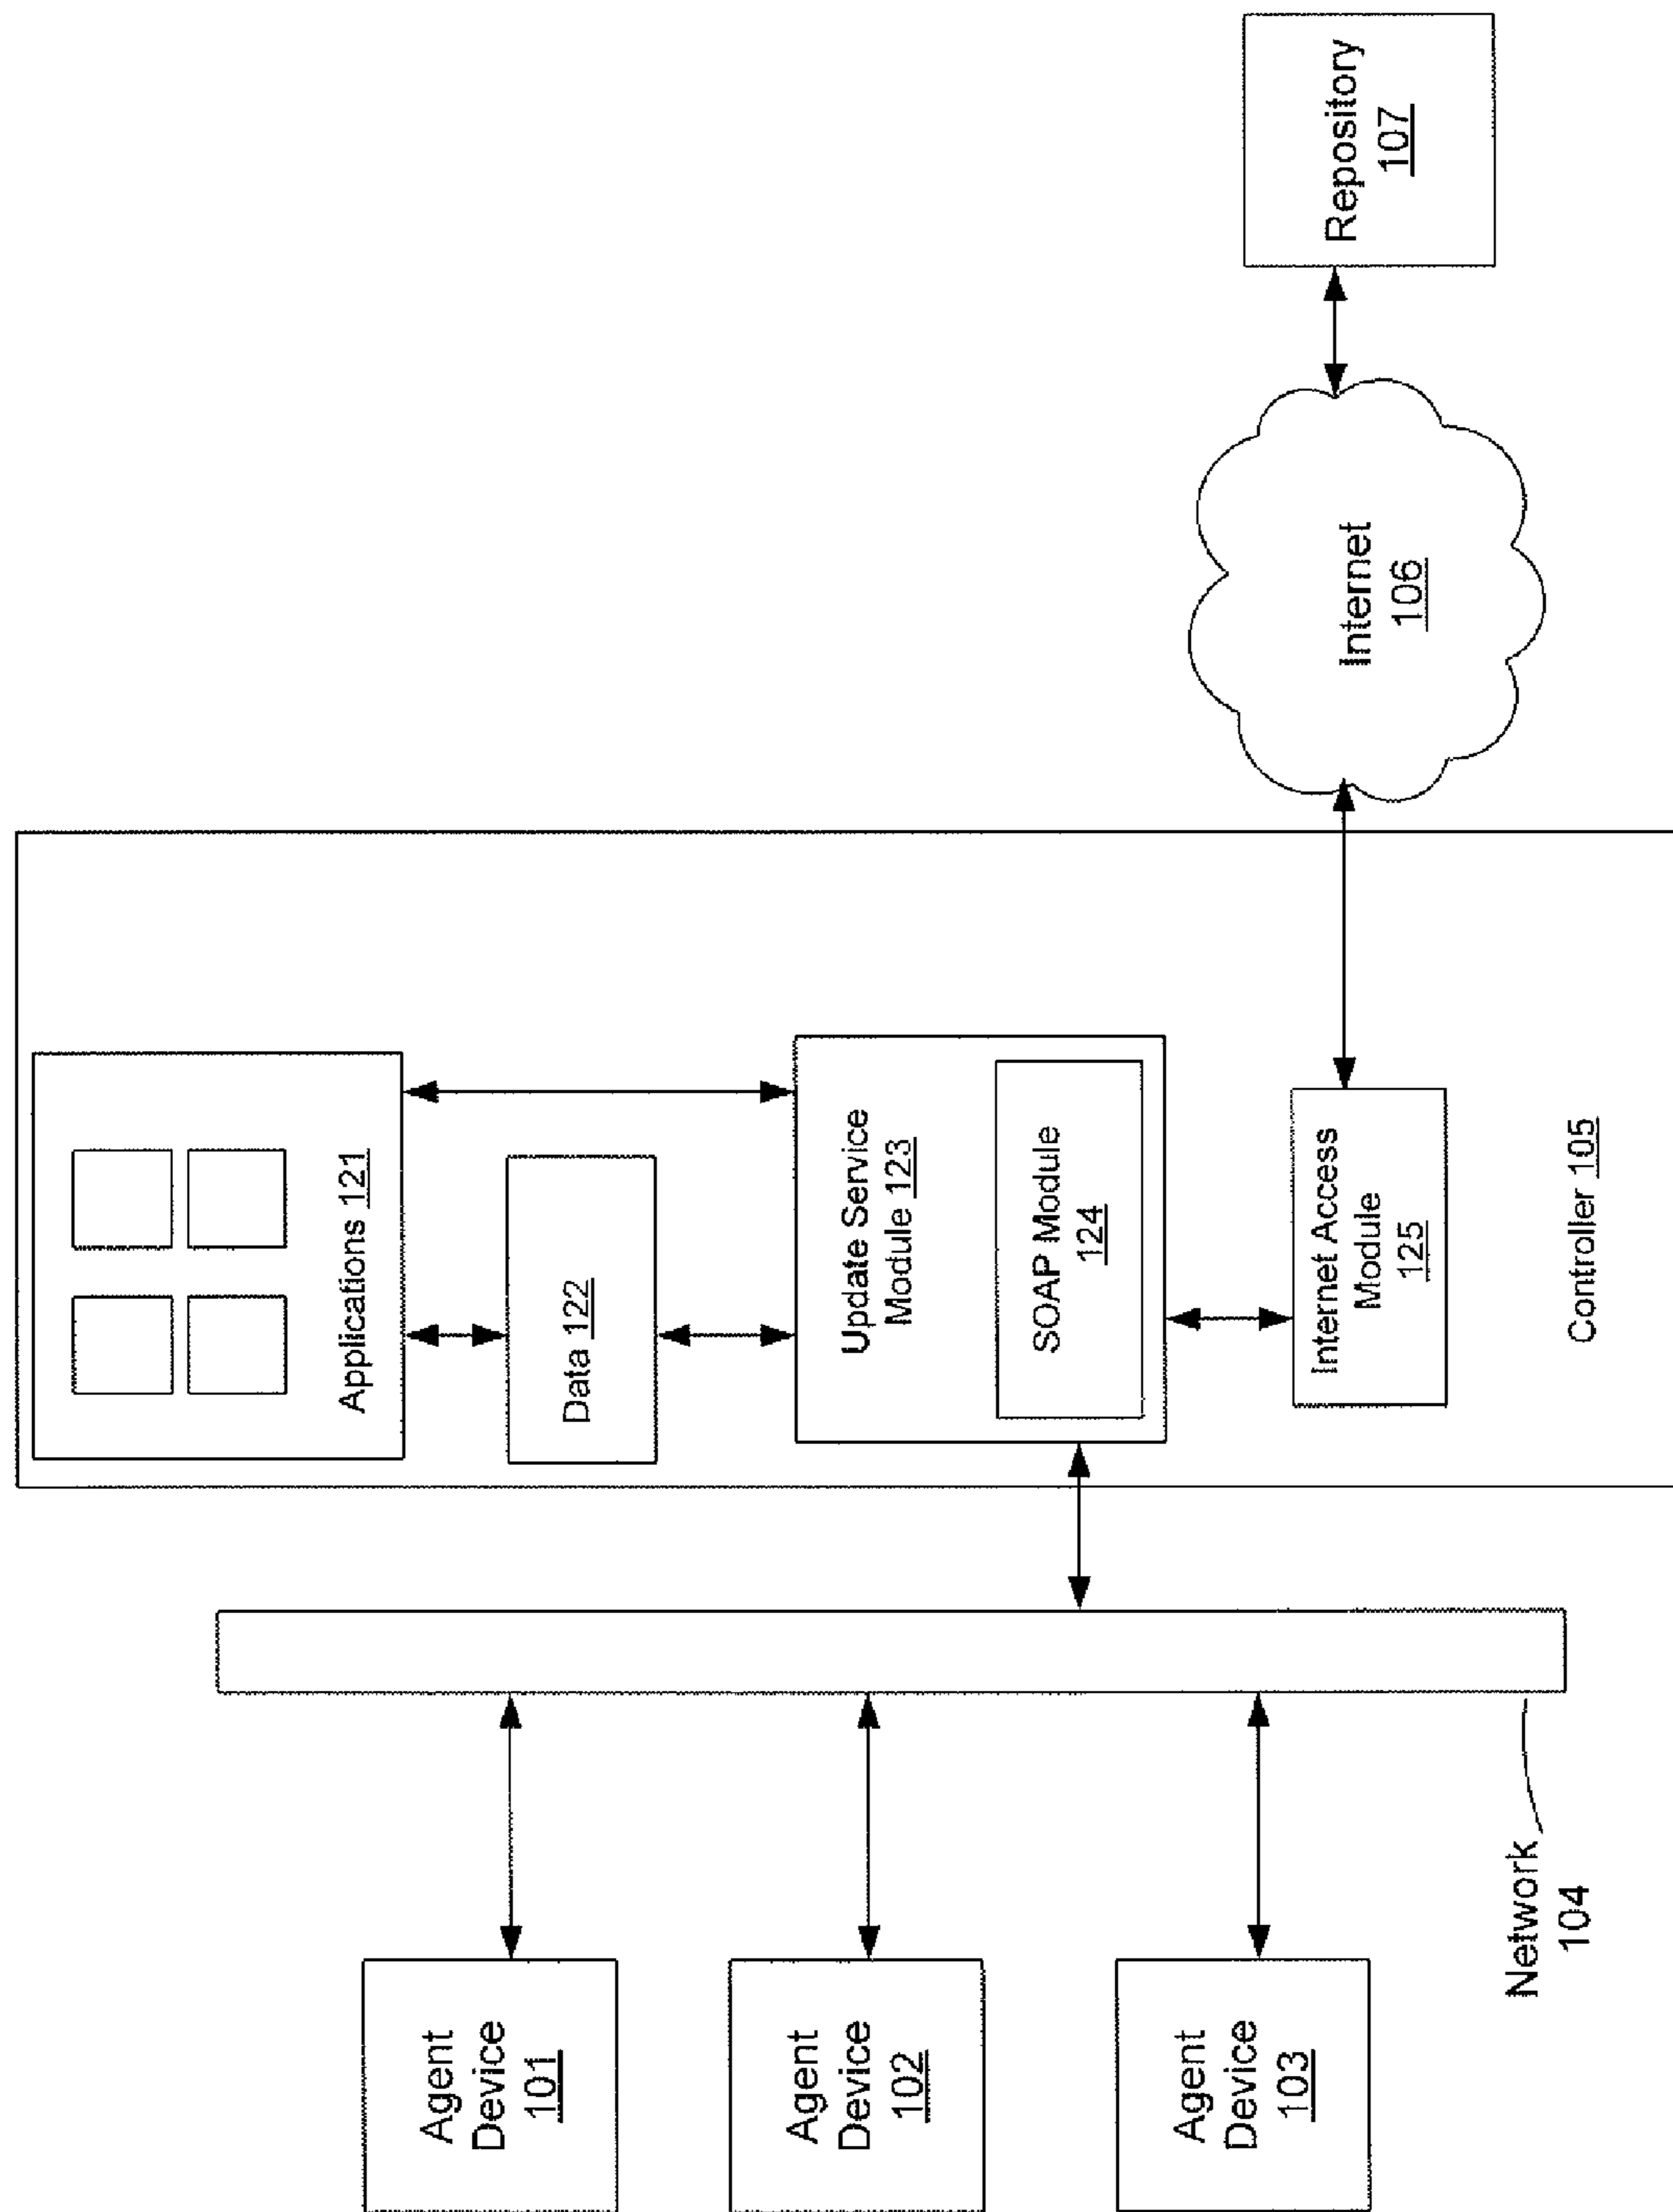 Agent
Device
101
Agent
Device
102
Agent
Device
103
Network
104
Applications 121
Data 122
Update Service
Module 123
SOAP Module
124
Internet Access
Module
125
Controller 105
Internet
106
Repository
107